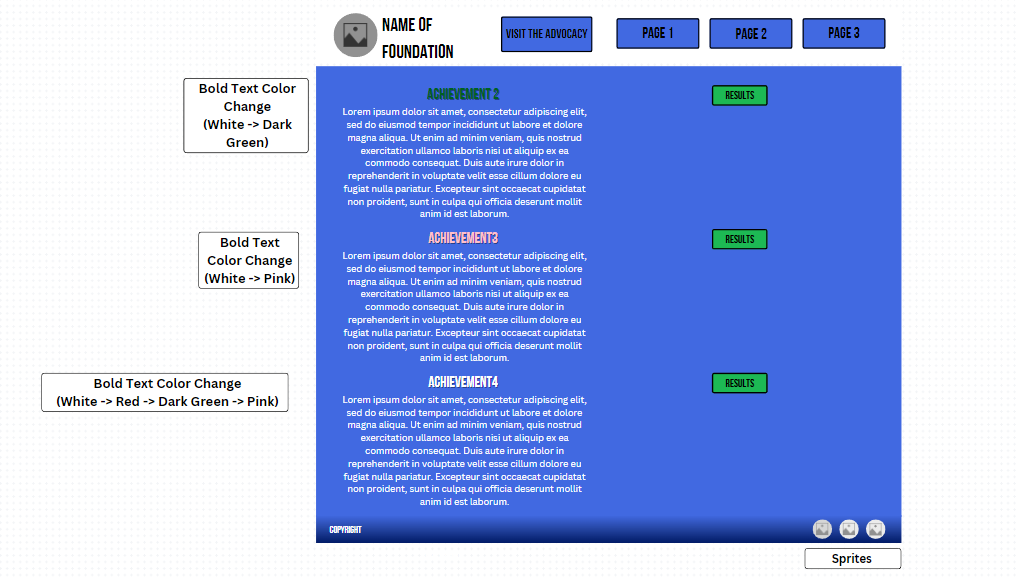 NAME OF
FOUNDATION
VISIT THE ADVOCACY
PAGE 1
PAGE 2
PAGE 3
Bold Text Color
Change
(White -> Dark
Green)
ACHIEVEMENT 2
RESULTS
Lorem ipsum dolor sit amet, consectetur adipiscing elit,
sed do eiusmod tempor incididunt ut labore et dolore
magna aliqua. Ut enim ad minim veniam, quis nostrud
exercitation ullamco laboris nisi ut aliquip ex ea
commodo consequat. Duis aute irure dolor in
reprehenderit in voluptate velit esse cillum dolore eu
fugiat nulla pariatur. Excepteur sint occaecat cupidatat
non proident, sunt in culpa qui officia deserunt mollit
anim id est laborum.
Bold Text
Color Change
(White -> Pink)
ACHIEVEMENT3
RESULTS
Lorem ipsum dolor sit amet, consectetur adipiscing elit,
sed do eiusmod tempor incididunt ut labore et dolore
magna aliqua. Ut enim ad minim veniam, quis nostrud
exercitation ullamco laboris nisi ut aliquip ex ea
commodo consequat. Duis aute irure dolor in
reprehenderit in voluptate velit esse cillum dolore eu
fugiat nulla pariatur. Excepteur sint occaecat cupidatat
non proident, sunt in culpa qui officia deserunt mollit
anim id est laborum.
Bold Text Color Change
(White -> Red -> Dark Green -> Pink)
ACHIEVEMENT4
RESULTS
Lorem ipsum dolor sit amet, consectetur adipiscing elit,
sed do eiusmod tempor incididunt ut labore et dolore
magna aliqua. Ut enim ad minim veniam, quis nostrud
exercitation ullamco laboris nisi ut aliquip ex ea
commodo consequat. Duis aute irure dolor in
reprehenderit in voluptate velit esse cillum dolore eu
fugiat nulla pariatur. Excepteur sint occaecat cupidatat
non proident, sunt in culpa qui officia deserunt mollit
anim id est laborum.
COPYRIGHT
Sprites